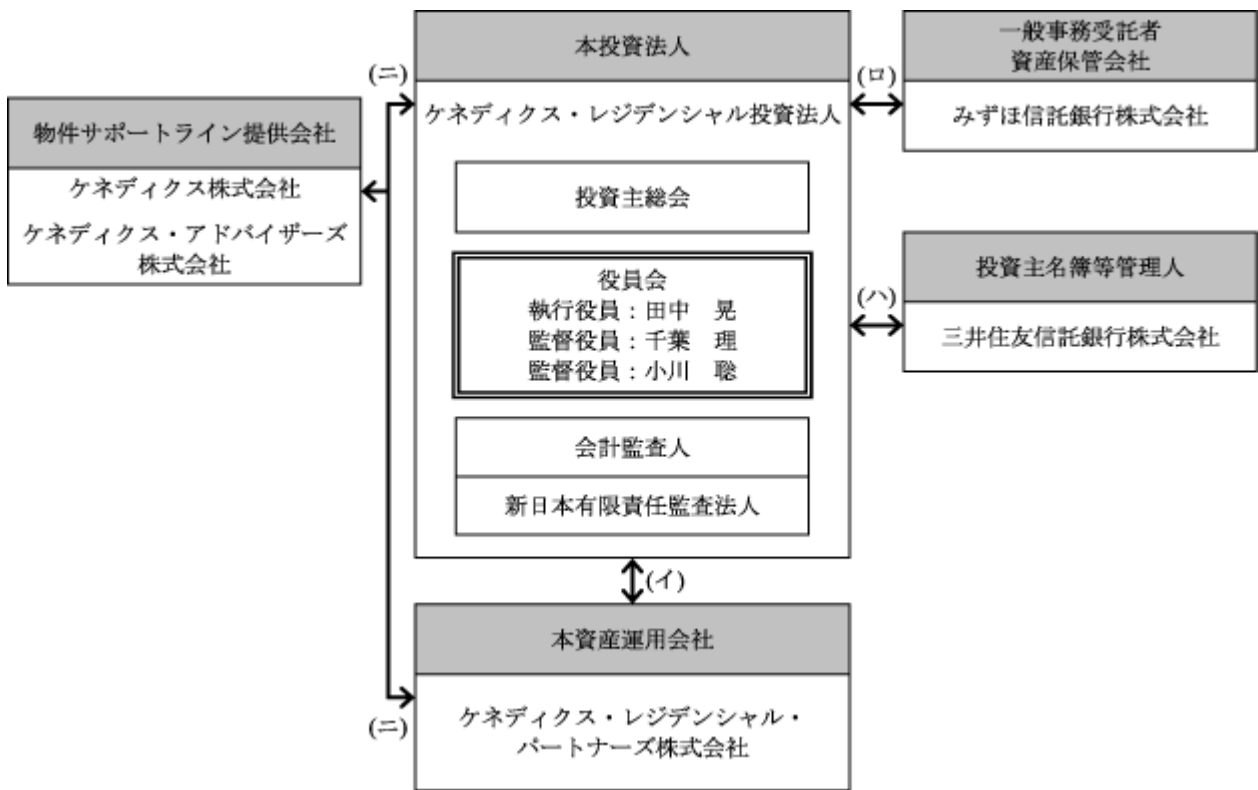 本投資法人
ケネディクス・レジデンシャル投資法人
投資主総会
役員会
執行役員：田中　晃
監督役員：千葉　理
監督役員：小川　聡
会計監査人
新日本有限責任監査法人
(ニ)
物件サポートライン提供会社
ケネディクス株式会社
ケネディクス・アドバイザーズ
株式会社
(ロ)
一般事務受託者
資産保管会社
みずほ信託銀行株式会社
(ハ)
投資主名簿等管理人
三井住友信託銀行株式会社
(イ)
本資産運用会社
ケネディクス・レジデンシャル・
パートナーズ株式会社
(ニ)